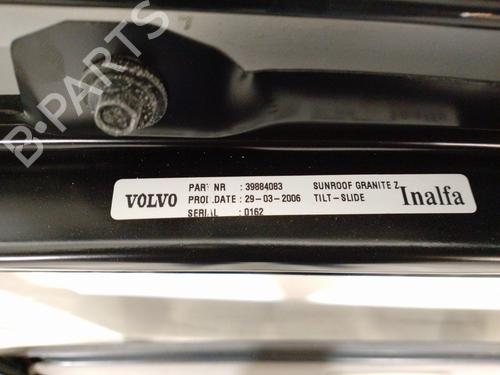 B-PARTS
VOLVO
PART NR : 39884083 SUNROOF GRANITE Z
PROD.DATE : 29-03-2006 TILT-SLIDE
SERIAL : 0162
Inalfa